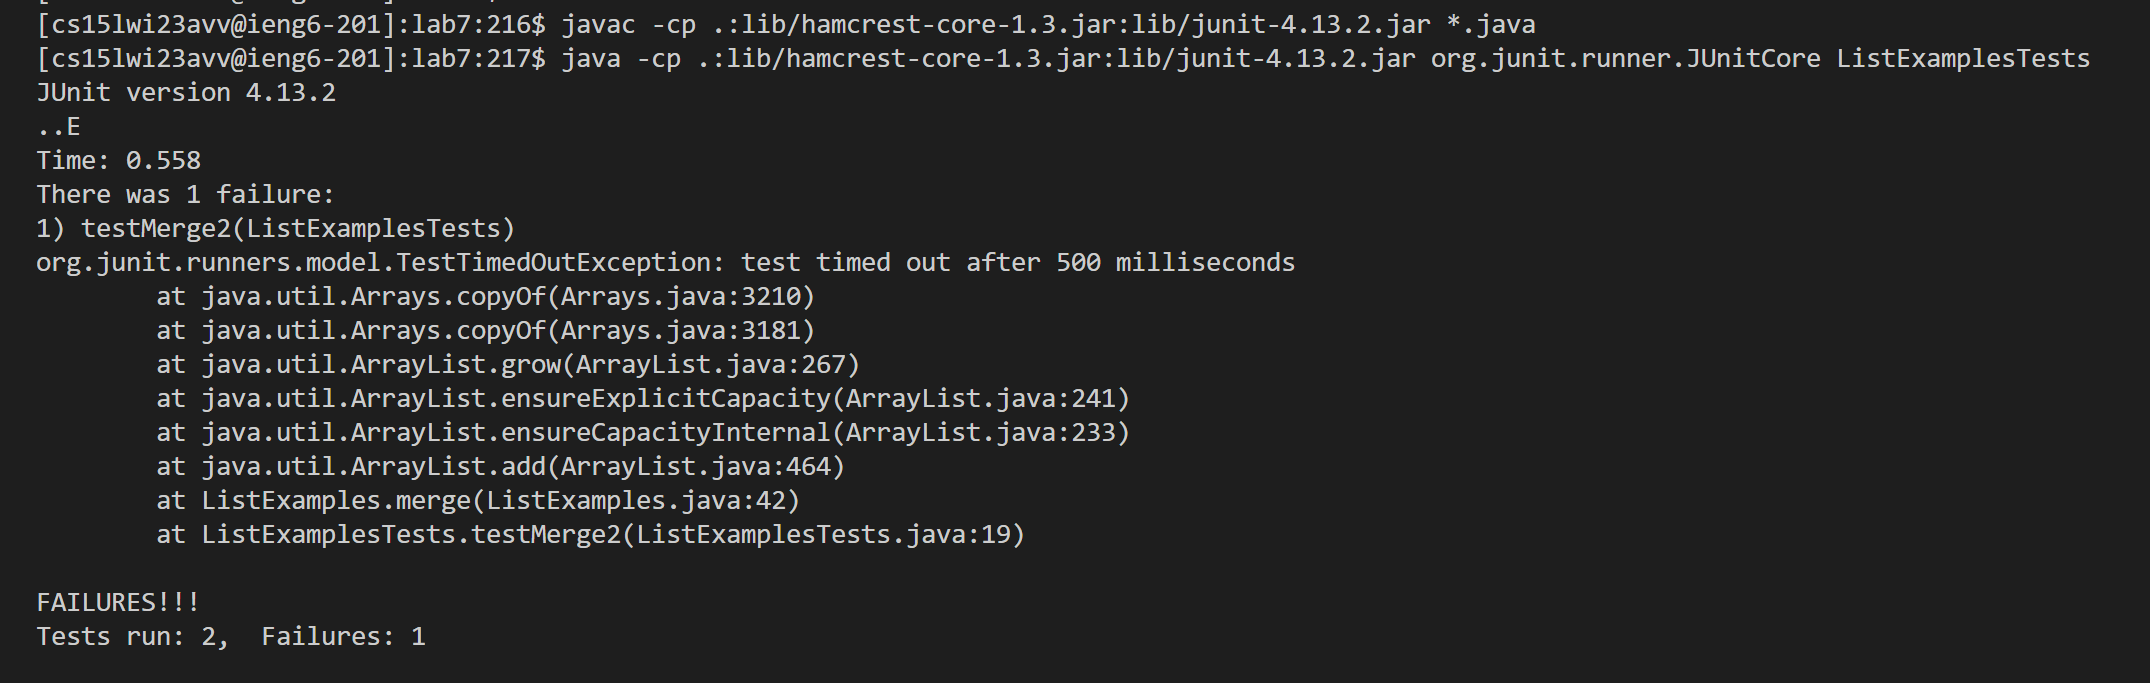 [cs15lwi23avv@ieng6-201]:lab7:216$ javac -cp .:lib/hamcrest-core-1.3.jar:lib/junit-4.13.2.jar *.java
[cs15lwi23avv@ieng6-201]:lab7:217$ java -cp .:lib/hamcrest-core-1.3.jar:lib/junit-4.13.2.jar org.junit.runner.JUnitCore ListExamplesTests
JUnit version 4.13.2
..E
Time: 0.558
There was 1 failure:
1) testMerge2(ListExamplesTests)
org.junit.runners.model.TestTimedOutException: test timed out after 500 milliseconds
        at java.util.Arrays.copyOf(Arrays.java:3210)
        at java.util.Arrays.copyOf(Arrays.java:3181)
        at java.util.ArrayList.grow(ArrayList.java:267)
        at java.util.ArrayList.ensureExplicitCapacity(ArrayList.java:241)
        at java.util.ArrayList.ensureCapacityInternal(ArrayList.java:233)
        at java.util.ArrayList.add(ArrayList.java:464)
        at ListExamples.merge(ListExamples.java:42)
        at ListExamplesTests.testMerge2(ListExamplesTests.java:19)

FAILURES!!!
Tests run: 2,  Failures: 1